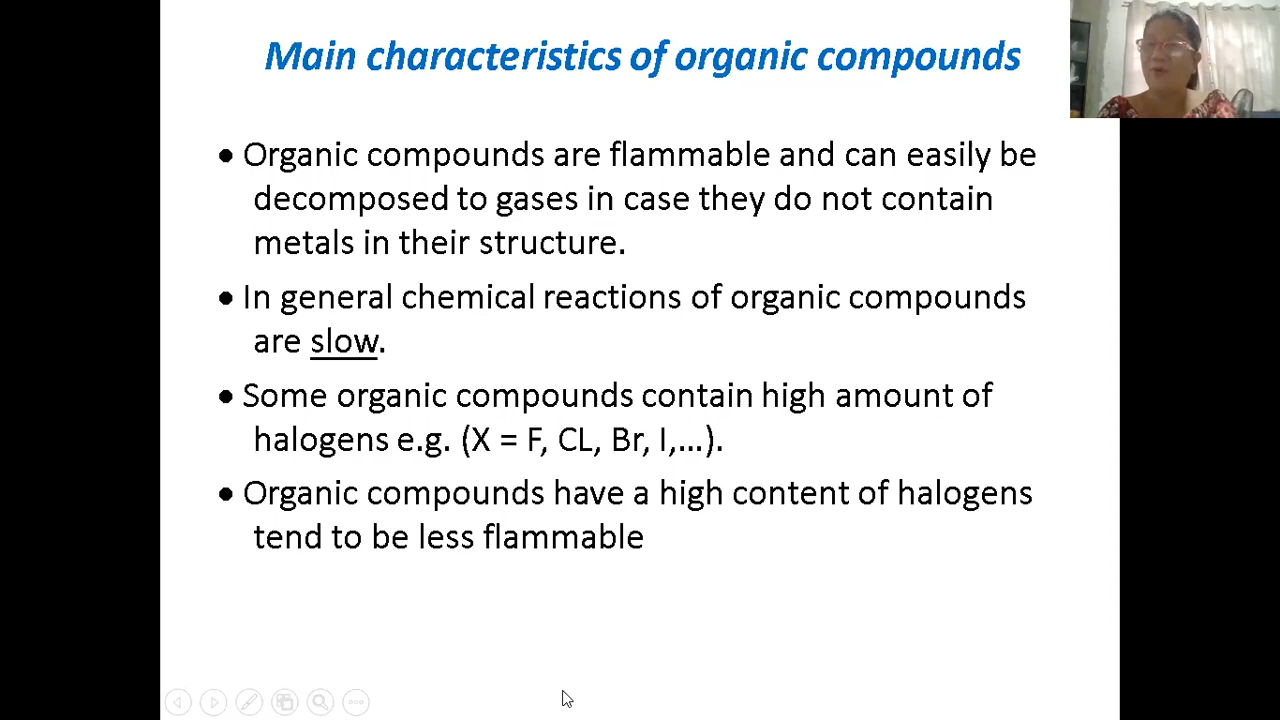 Main characteristics of organic compounds
• Organic compounds are flammable and can easily be
decomposed to gases in case they do not contain
metals in their structure.
• In general chemical reactions of organic compounds
are slow.
• Some organic compounds contain high amount of
halogens e.g. (X = F, CL, Br, I,...).
• Organic compounds have a high content of halogens
tend to be less flammable